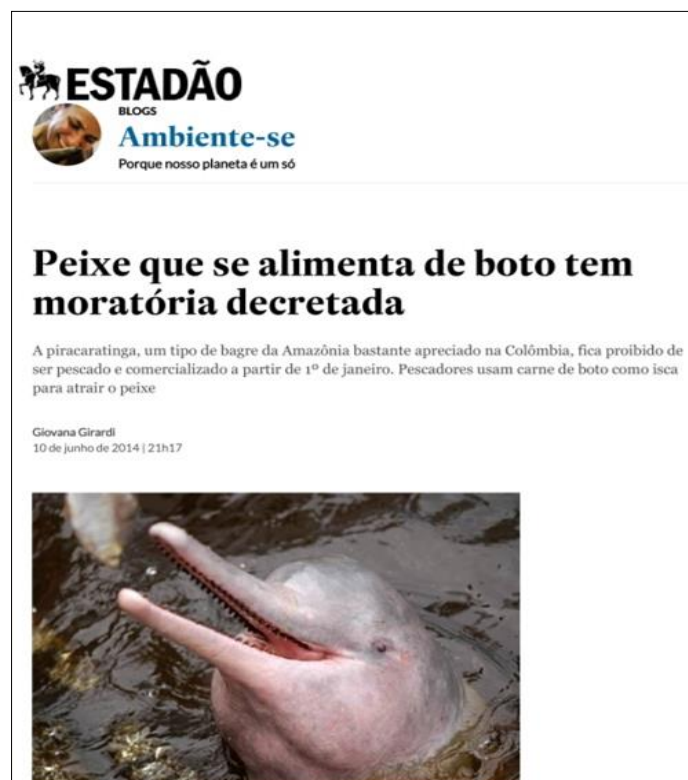 ESTADÃO
BLOGS
Ambiente-se
Porque nosso planeta é um só
Peixe que se alimenta de boto tem
moratória decretada
A piracaratinga, um tipo de bagre da Amazônia bastante apreciado na Colômbia, fica proibido de
ser pescado e comercializado a partir de 1º de janeiro. Pescadores usam carne de boto como isca
para atrair o peixe
Giovana Girardi
10 de junho de 2014 | 21h17